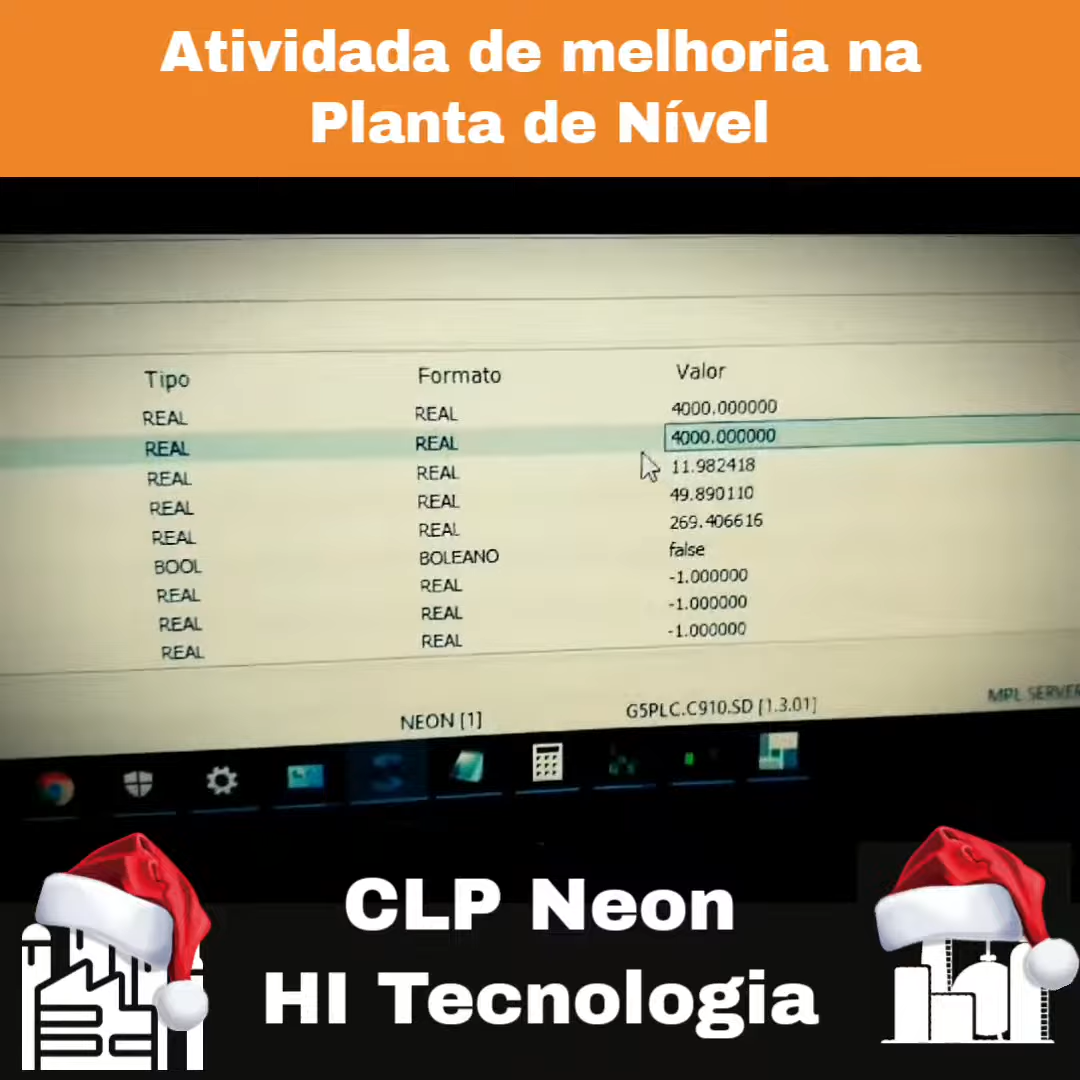 Atividada de melhoria na
Planta de Nível
Tipo Formato Valor
REAL REAL 4000.000000
REAL REAL 4000.000000
REAL REAL 11.982418
REAL REAL 49.890110
REAL REAL 269.406616
BOOL BOLEANO false
REAL REAL -1.000000
REAL REAL -1.000000
REAL REAL -1.000000
NEON [1] G5PLC.C910.SD [1.3.01] MPL SERVER
CLP Neon
HI Tecnologia